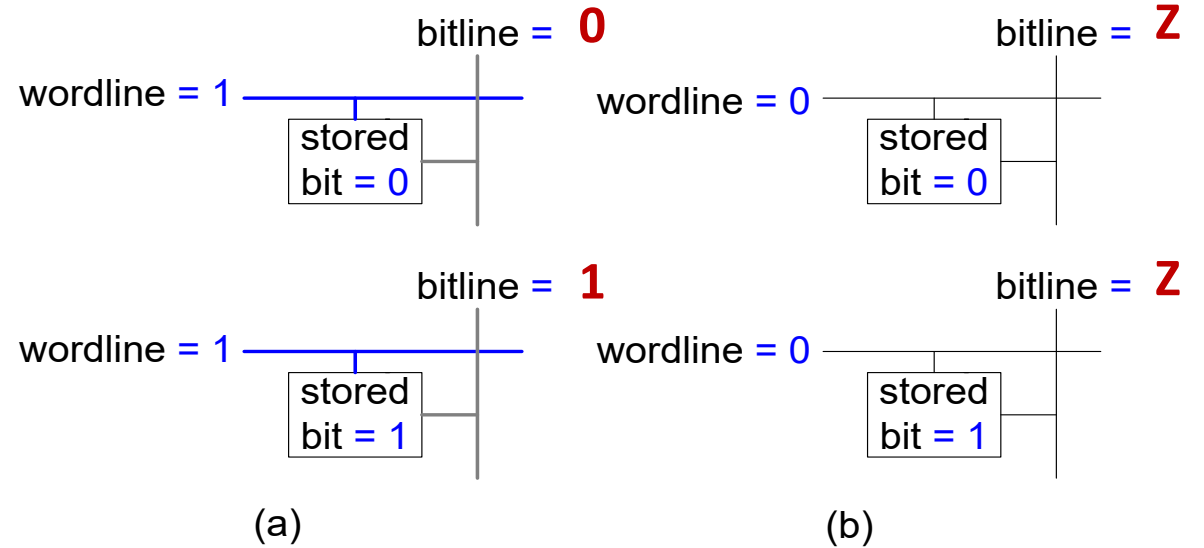 bitline = 0
wordline = 1
stored
bit = 0
bitline = Z
wordline = 0
stored
bit = 0
bitline = 1
wordline = 1
stored
bit = 1
bitline = Z
wordline = 0
stored
bit = 1
(a)
(b)